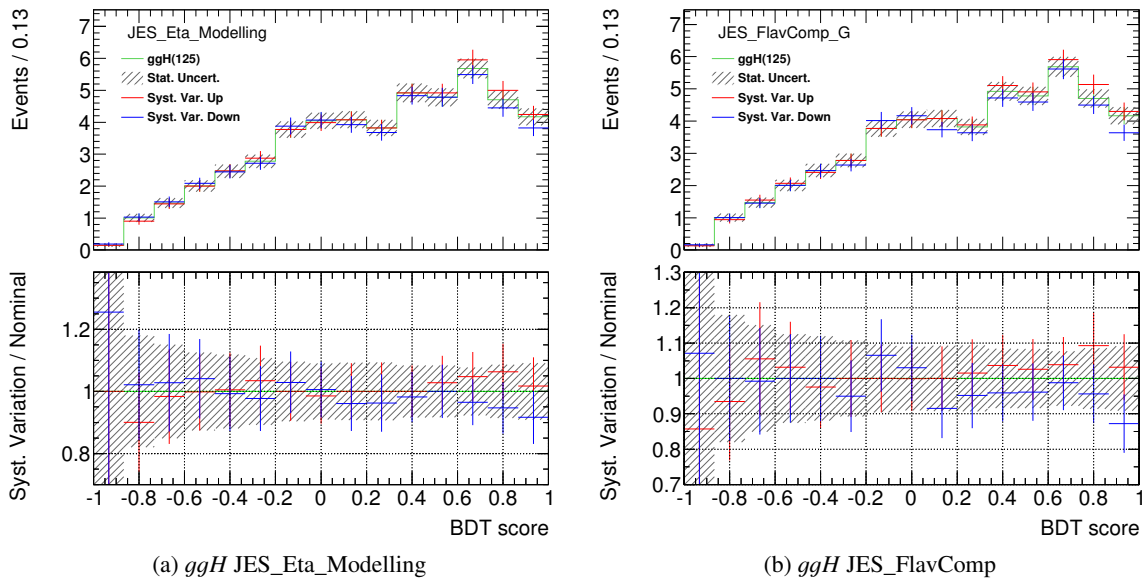 Events / 0.13
7
6
5
4
3
2
1
0
JES_Eta_Modelling
ggH(125)
Stat. Uncert.
Syst. Var. Up
Syst. Var. Down
Syst. Variation / Nominal
1.2
1
0.8
-1 -0.8 -0.6 -0.4 -0.2 0 0.2 0.4 0.6 0.8 1
BDT score
(a) ggH JES_Eta_Modelling
Events / 0.13
7
6
5
4
3
2
1
0
JES_FlavComp_G
ggH(125)
Stat. Uncert.
Syst. Var. Up
Syst. Var. Down
Syst. Variation / Nominal
1.3
1.2
1.1
1
0.9
0.8
0.7
-1 -0.8 -0.6 -0.4 -0.2 0 0.2 0.4 0.6 0.8 1
BDT score
(b) ggH JES_FlavComp